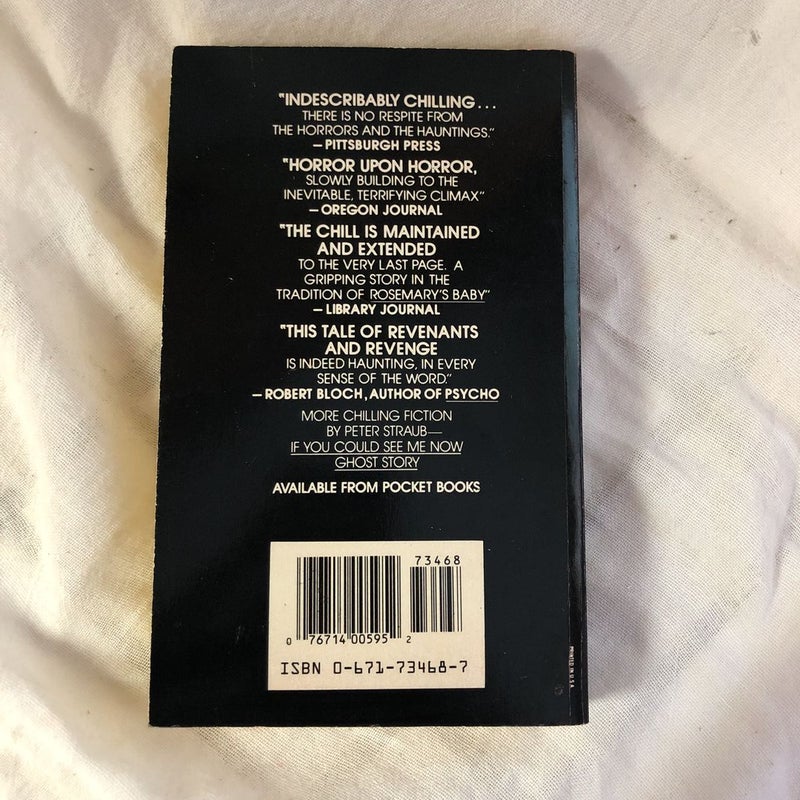 "INDESCRIBABLY CHILLING...
THERE IS NO RESPITE FROM
THE HORRORS AND THE HAUNTINGS."
— PITTSBURGH PRESS
"HORROR UPON HORROR,
SLOWLY BUILDING TO THE
INEVITABLE, TERRIFYING CLIMAX"
— OREGON JOURNAL
"THE CHILL IS MAINTAINED
AND EXTENDED
TO THE VERY LAST PAGE. A
GRIPPING STORY IN THE
TRADITION OF ROSEMARY'S BABY"
— LIBRARY JOURNAL
"THIS TALE OF REVENANTS
AND REVENGE
IS INDEED HAUNTING, IN EVERY
SENSE OF THE WORD."
— ROBERT BLOCH, AUTHOR OF PSYCHO
MORE CHILLING FICTION
BY PETER STRAUB—
IF YOU COULD SEE ME NOW
GHOST STORY
AVAILABLE FROM POCKET BOOKS
73468
0 76714 00595 2
ISBN 0-671-73468-7
PRINTED IN U.S.A.